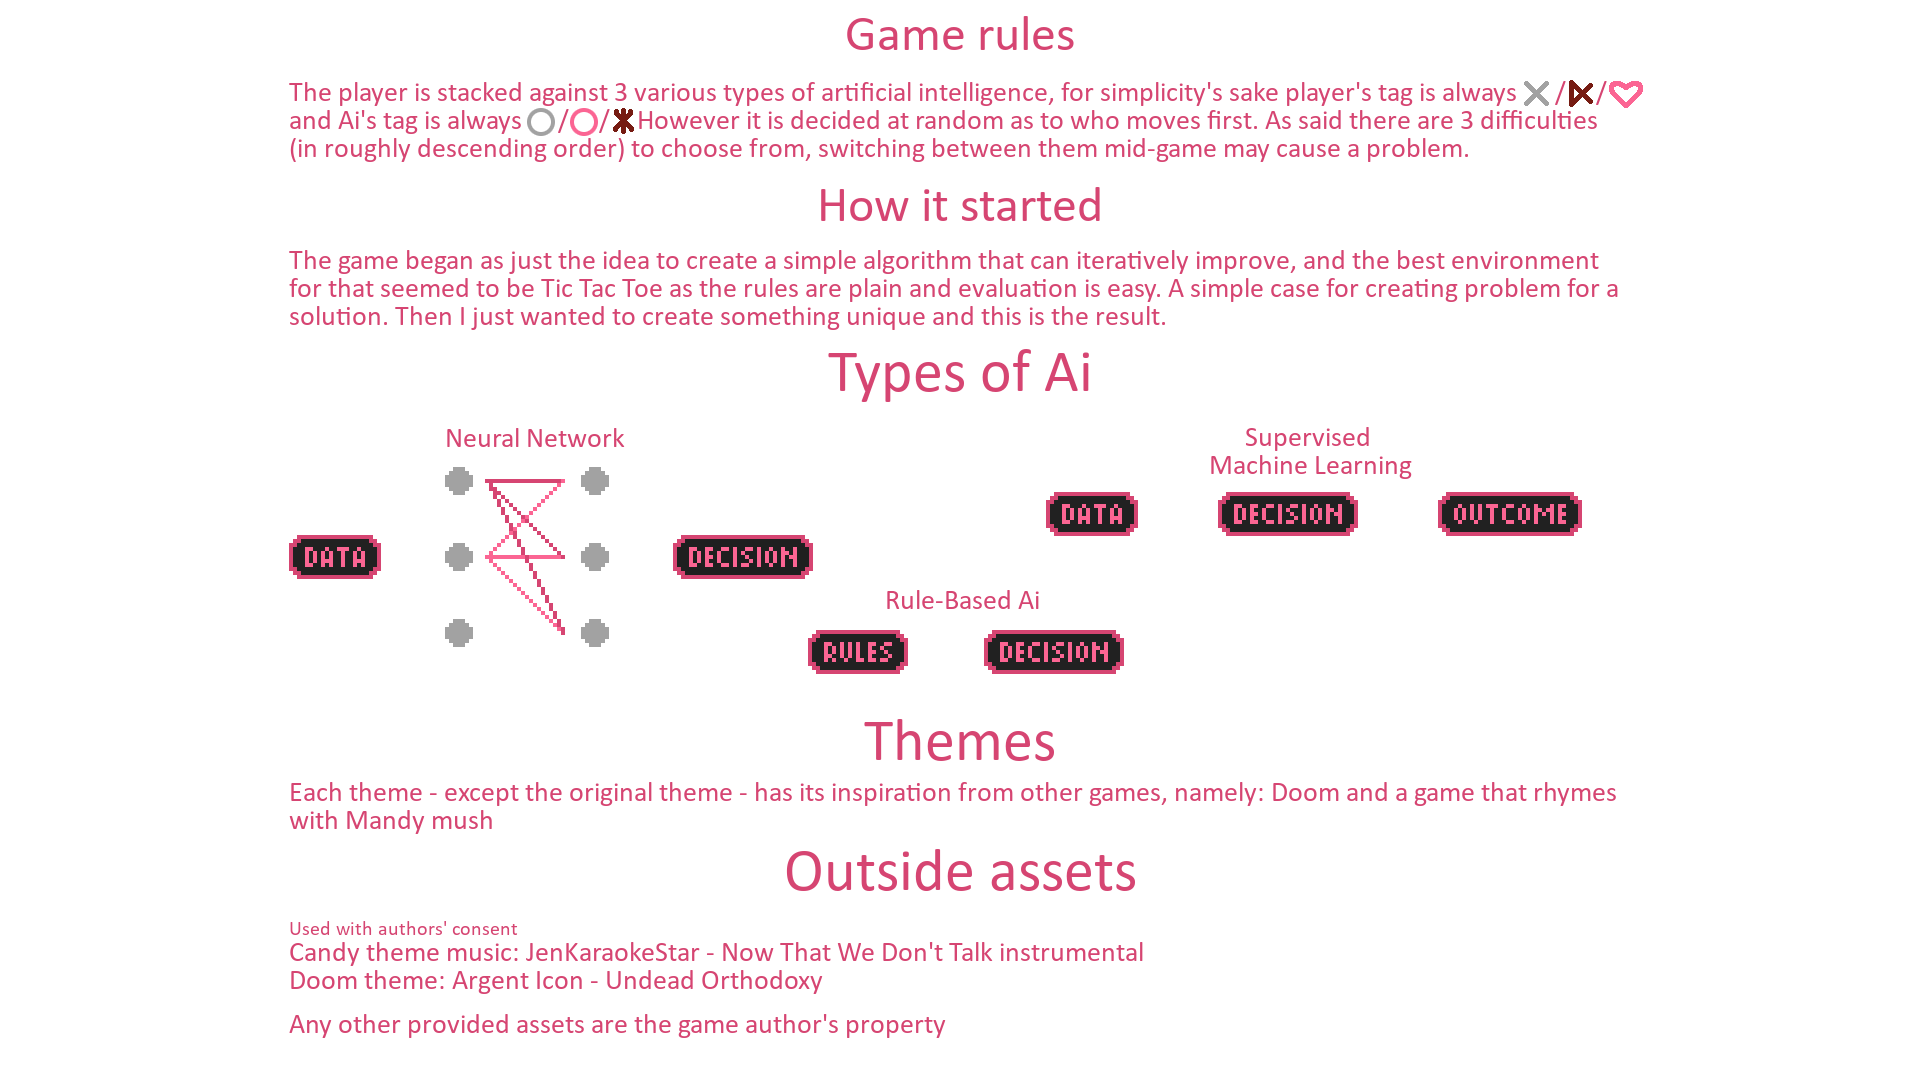 Game rules
The player is stacked against 3 various types of artificial intelligence, for simplicity's sake player's tag is always / /
and Ai's tag is always / / However it is decided at random as to who moves first. As said there are 3 difficulties
(in roughly descending order) to choose from, switching between them mid-game may cause a problem.
How it started
The game began as just the idea to create a simple algorithm that can iteratively improve, and the best environment
for that seemed to be Tic Tac Toe as the rules are plain and evaluation is easy. A simple case for creating problem for a
solution. Then I just wanted to create something unique and this is the result.
Types of Ai
Neural Network
DATA
DECISION
Supervised
Machine Learning
DATA
DECISION
OUTCOME
Rule-Based Ai
RULES
DECISION
Themes
Each theme - except the original theme - has its inspiration from other games, namely: Doom and a game that rhymes
with Mandy mush
Outside assets
Used with authors' consent
Candy theme music: JenKaraokeStar - Now That We Don't Talk instrumental
Doom theme: Argent Icon - Undead Orthodoxy
Any other provided assets are the game author's property